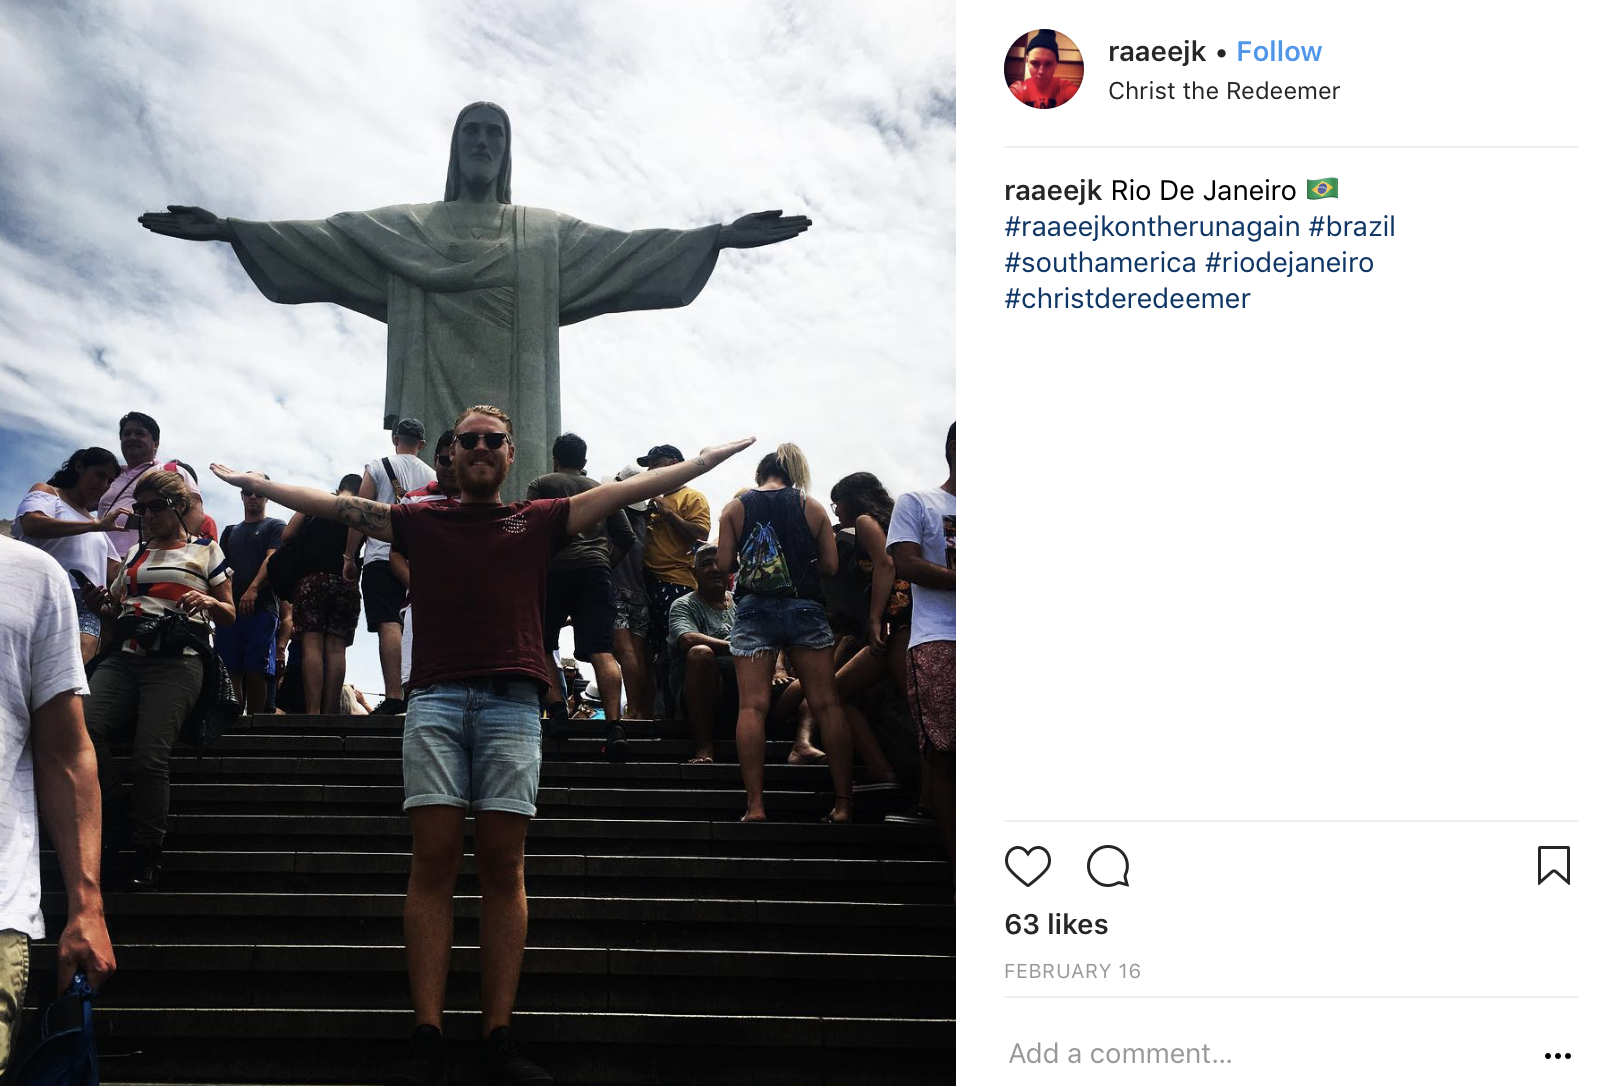 raaeejk • Follow
Christ the Redeemer
raaeejk Rio De Janeiro 🇧🇷
#raaeejkontherunagain #brazil
#southamerica #riodejaneiro
#christderedeemer
63 likes
FEBRUARY 16
Add a comment...